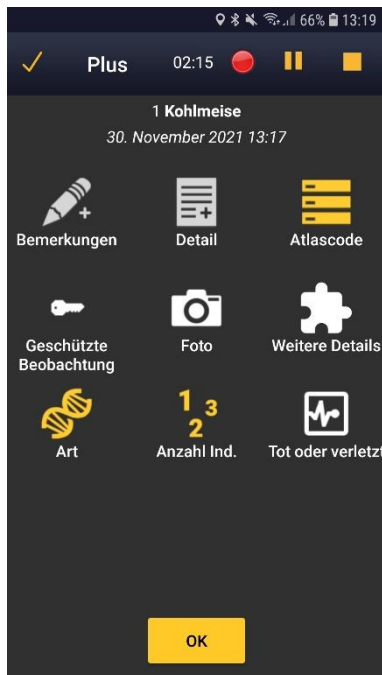 66% 13:19
Plus 02:15
1 Kohlmeise
30. November 2021 13:17
Bemerkungen Detail Atlascode
Geschützte Foto Weitere Details
Beobachtung
1 2 3
Art Anzahl Ind. Tot oder verletzt
OK